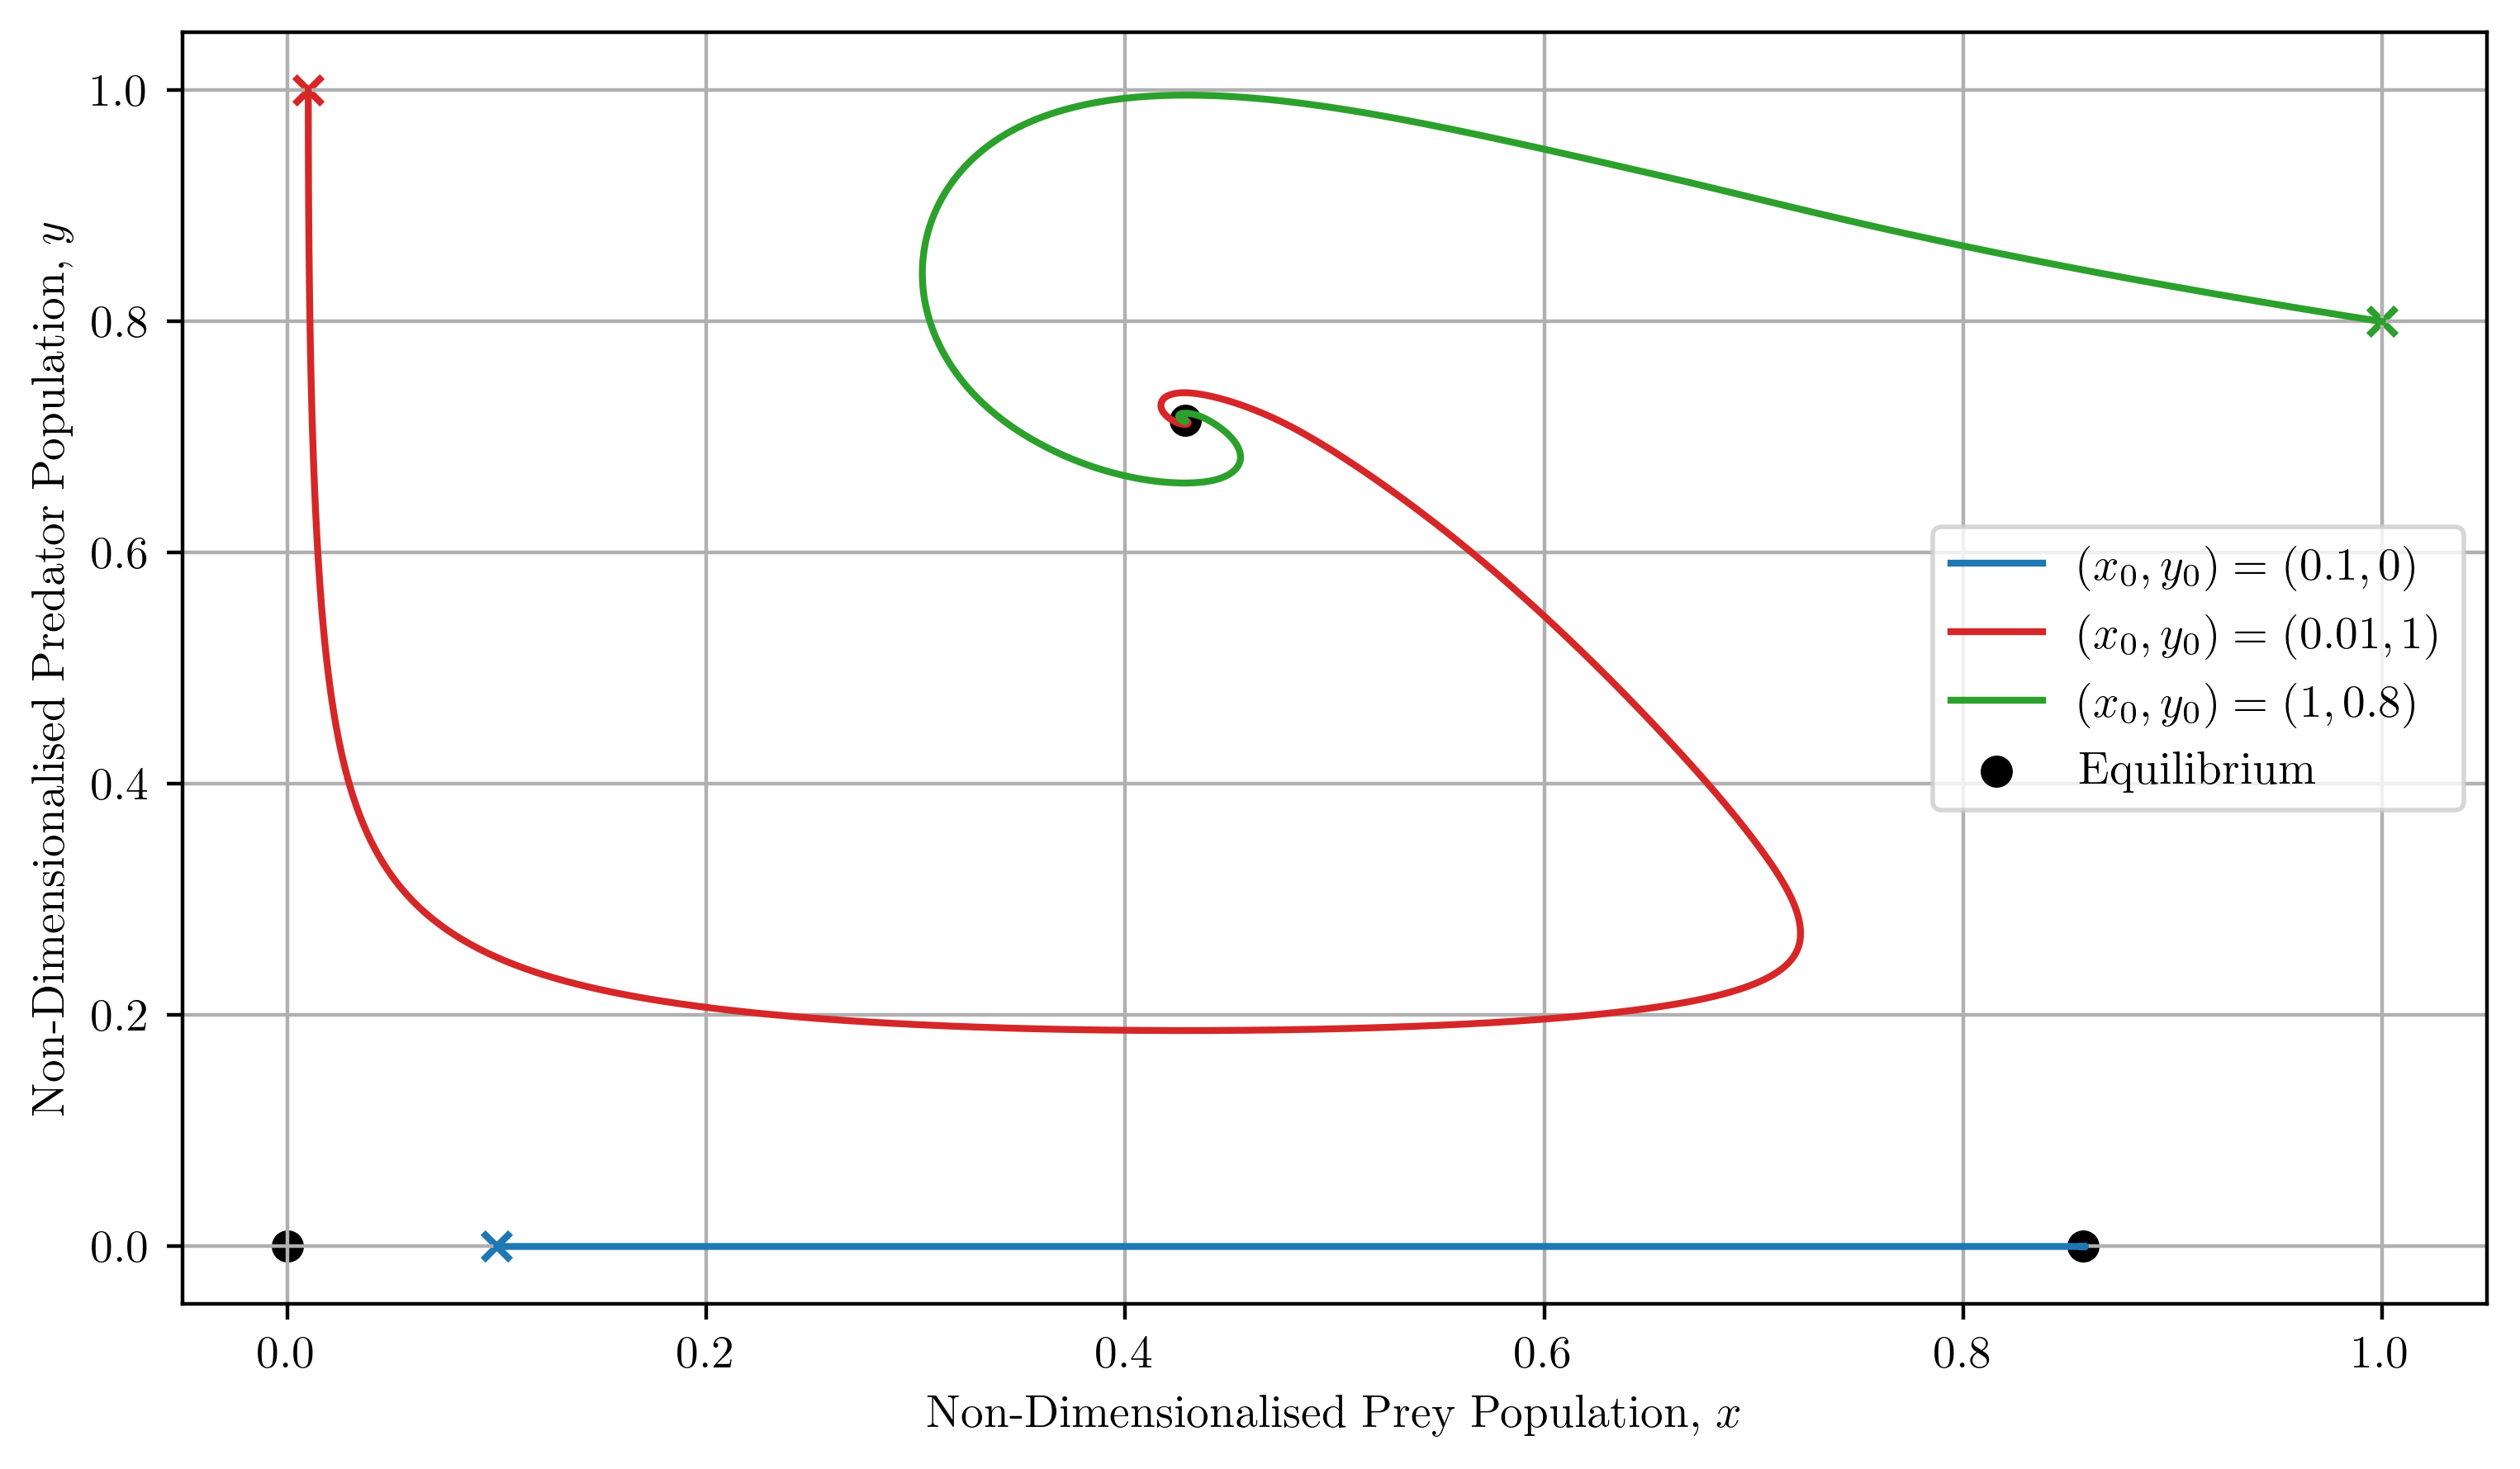 1.0
0.8
0.6
0.4
0.2
0.0
Non-Dimensionalised Predator Population, y
(x₀, y₀) = (0.1, 0)
(x₀, y₀) = (0.01, 1)
(x₀, y₀) = (1, 0.8)
Equilibrium
0.0 0.2 0.4 0.6 0.8 1.0
Non-Dimensionalised Prey Population, x